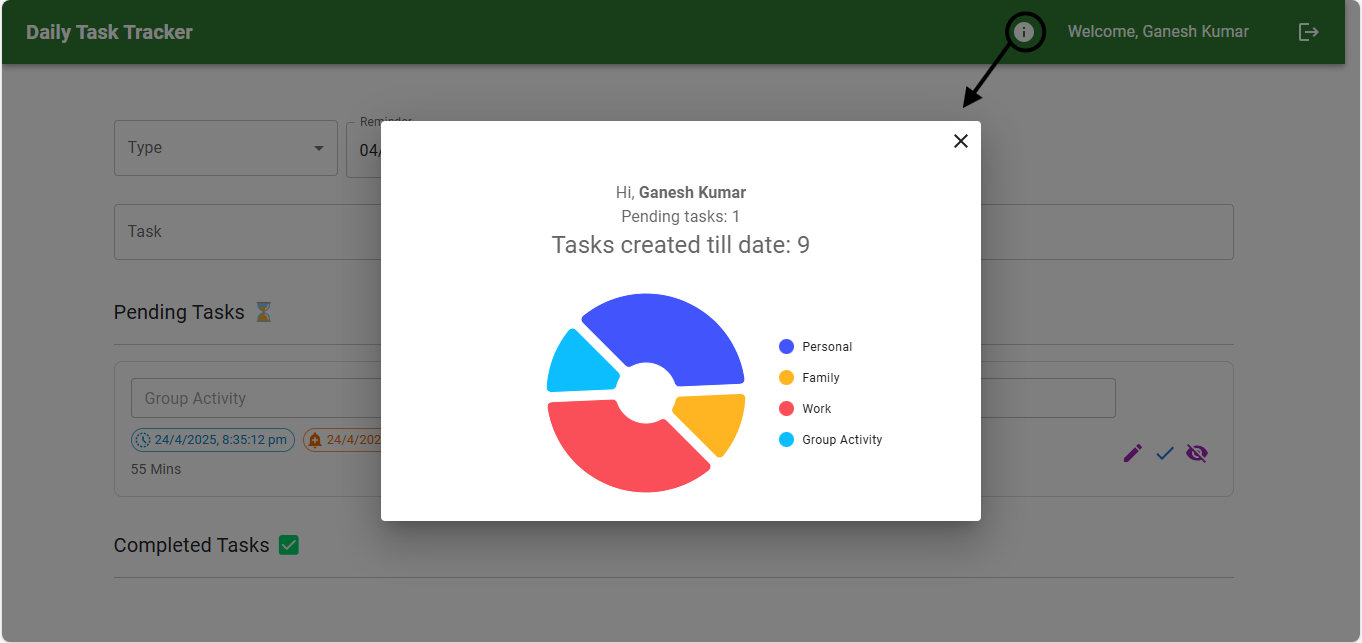 Daily Task Tracker
Welcome, Ganesh Kumar
Type
Reminder
04/
Task
Hi, Ganesh Kumar
Pending tasks: 1
Tasks created till date: 9
Personal
Family
Work
Group Activity
Pending Tasks ⌛
Group Activity
24/4/2025, 8:35:12 pm
24/4/202
55 Mins
Completed Tasks ✅